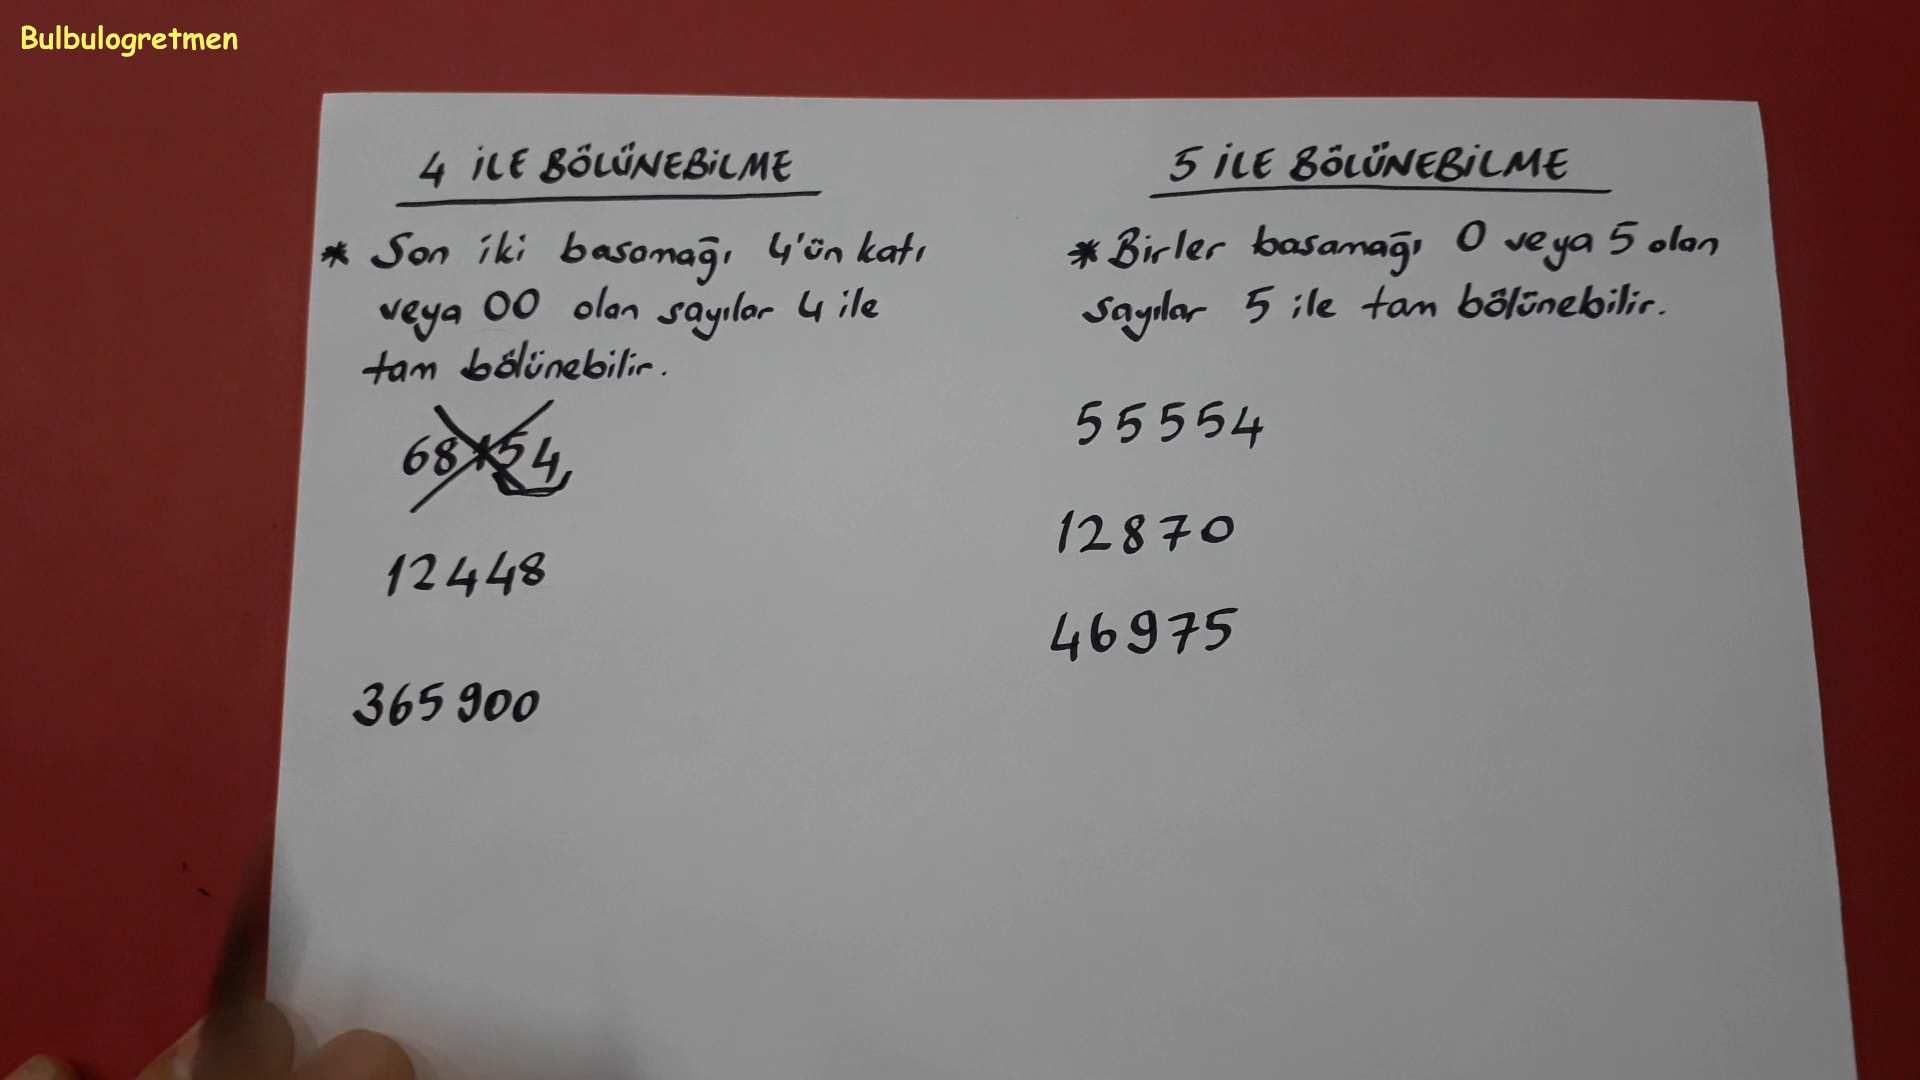 Bulbulogretmen
4 İLE BÖLÜNEBİLME
* Son iki basamağı 4'ün katı
veya 00 olan sayılar 4 ile
tam bölünebilir.
68154
12448
365900
5 İLE BÖLÜNEBİLME
* Birler basamağı 0 veya 5 olan
sayılar 5 ile tam bölünebilir.
55554
12870
46975